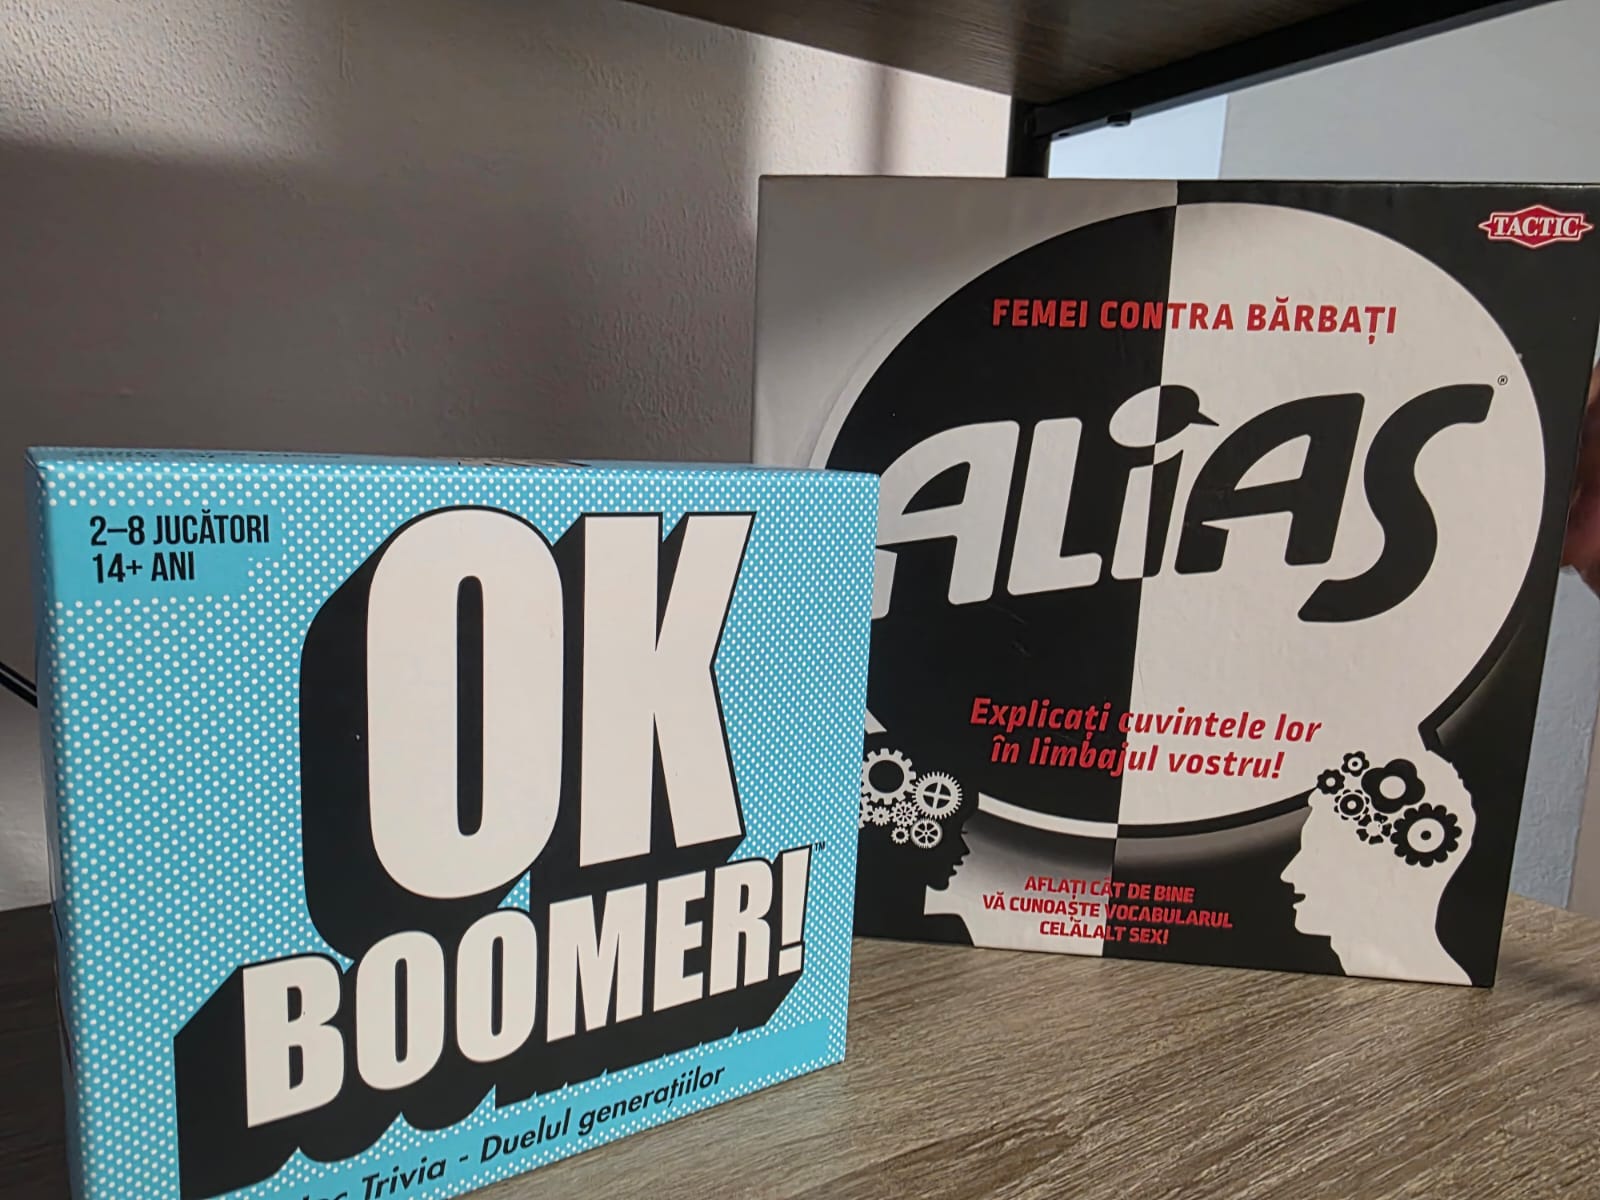 2–8 JUCĂTORI
14+ ANI
OK
BOOMER!™
Trivia - Duelul generațiilor
TACTIC
FEMEI CONTRA BĂRBAȚI
ALiAS®
Explicați cuvintele lor
în limbajul vostru!
AFLAȚI CÂT DE BINE
VĂ CUNOAȘTE VOCABULARUL
CELĂLALT SEX!